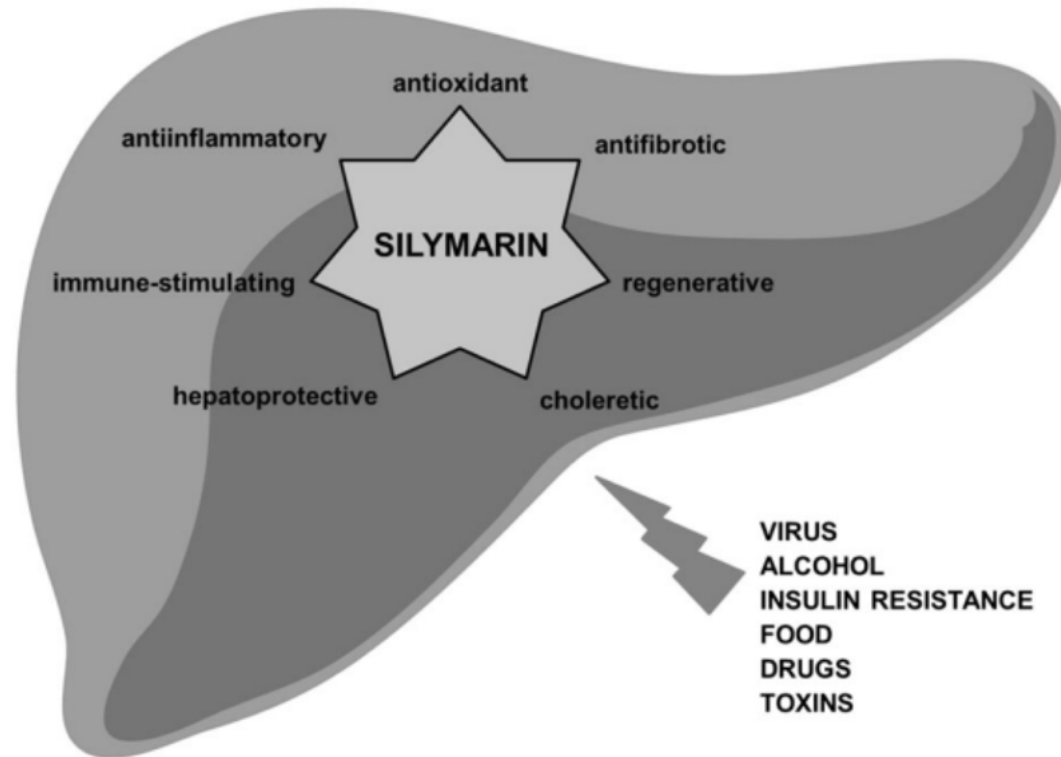 antioxidant
antiinflammatory
antifibrotic
SILYMARIN
immune-stimulating
regenerative
hepatoprotective
choleretic
VIRUS
ALCOHOL
INSULIN RESISTANCE
FOOD
DRUGS
TOXINS